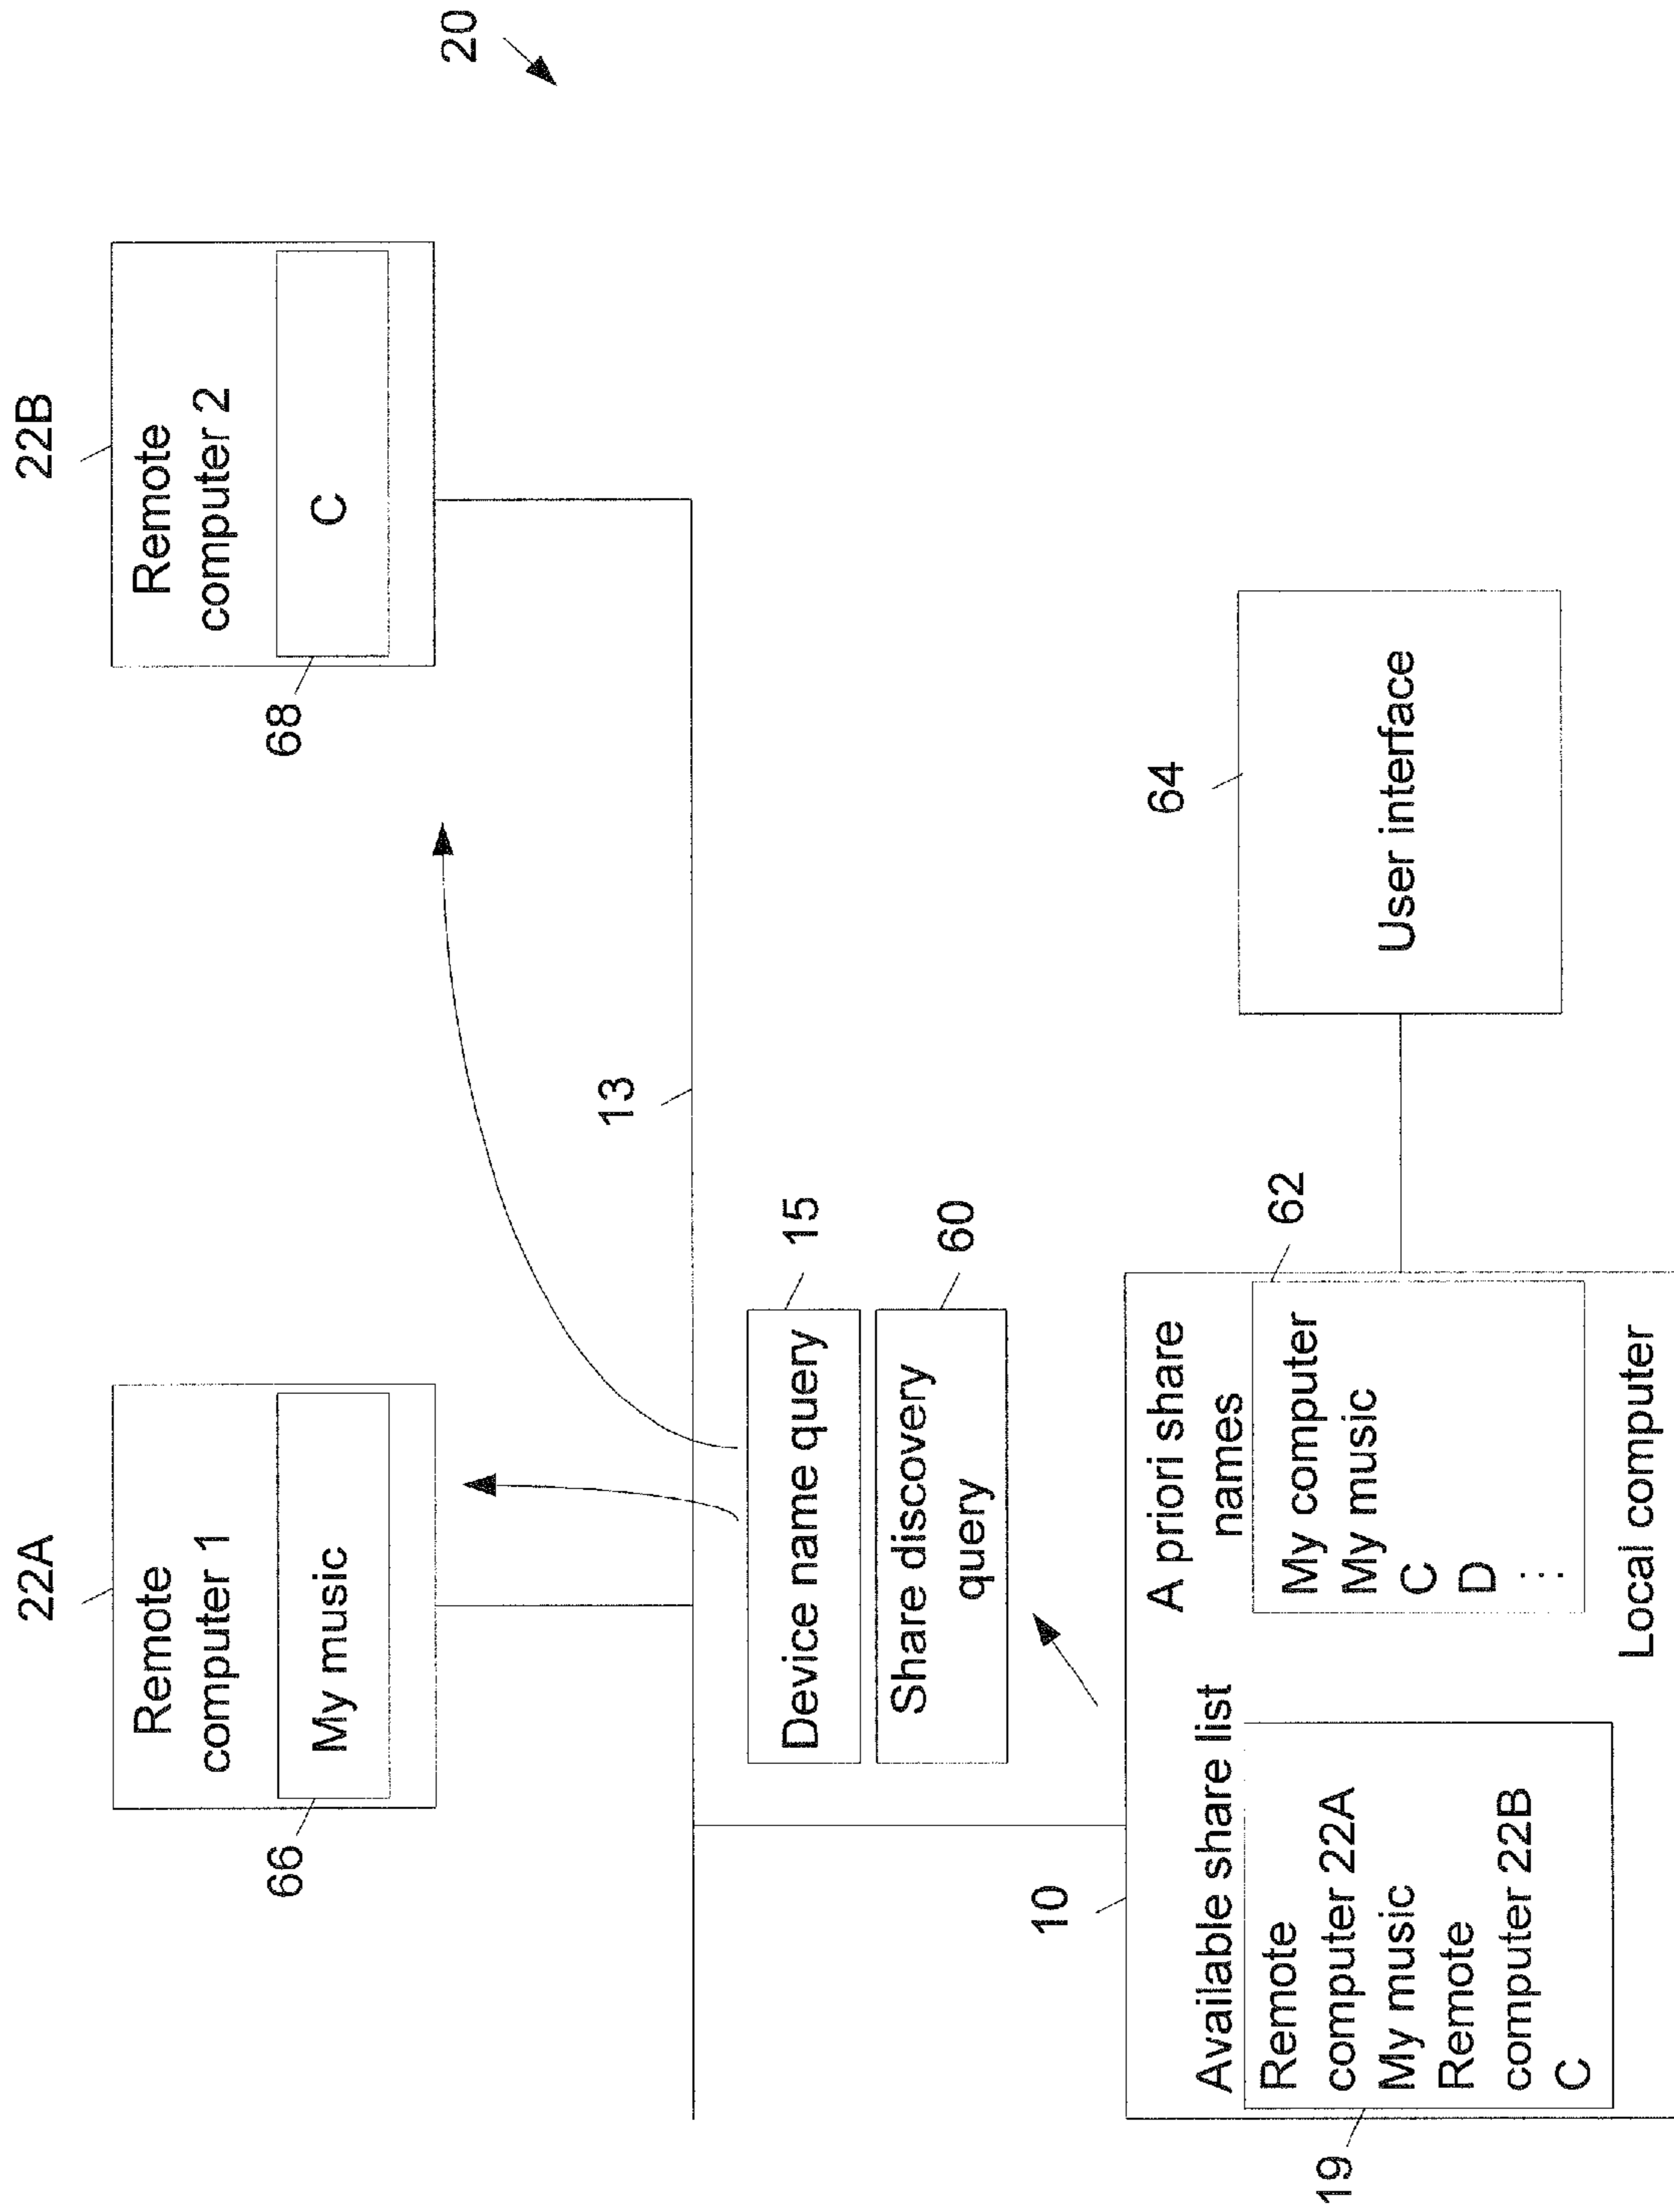 20
22A
22B
Remote
computer 1
My music
66
Remote
computer 2
C
68
13
Device name query
15
Share discovery
query
60
10
Available share list
Remote
computer 22A
My music
Remote
computer 22B
C
19
A priori share
names
62
My computer
My music
C
D
⋮
Local computer
64
User interface